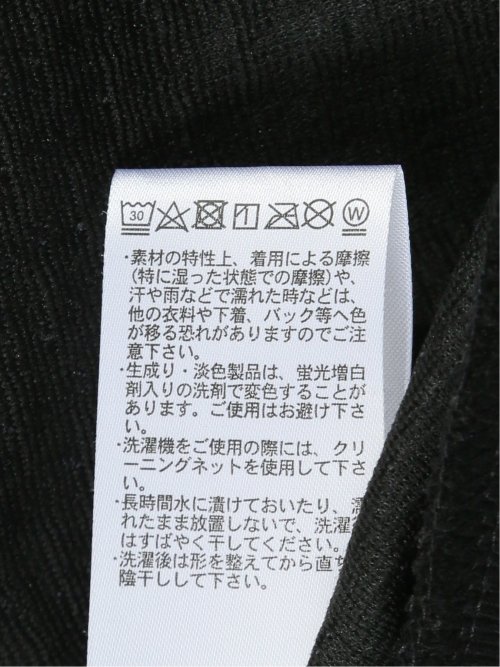 30 W
・素材の特性上、着用による摩擦
(特に湿った状態での摩擦)や、
汗や雨などで濡れた時などは、
他の衣料や下着、バック等へ色
が移る恐れがありますのでご注
意下さい。
・生成り・淡色製品は、蛍光増白
剤入りの洗剤で変色することが
あります。ご使用はお避け下さ
い。
・洗濯機をご使用の際には、クリ
ーニングネットを使用して下さ
い。
・長時間水に漬けておいたり、濡
れたまま放置しないで、洗濯後
はすばやく干してください。
・洗濯後は形を整えてから直ち
陰干しして下さい。